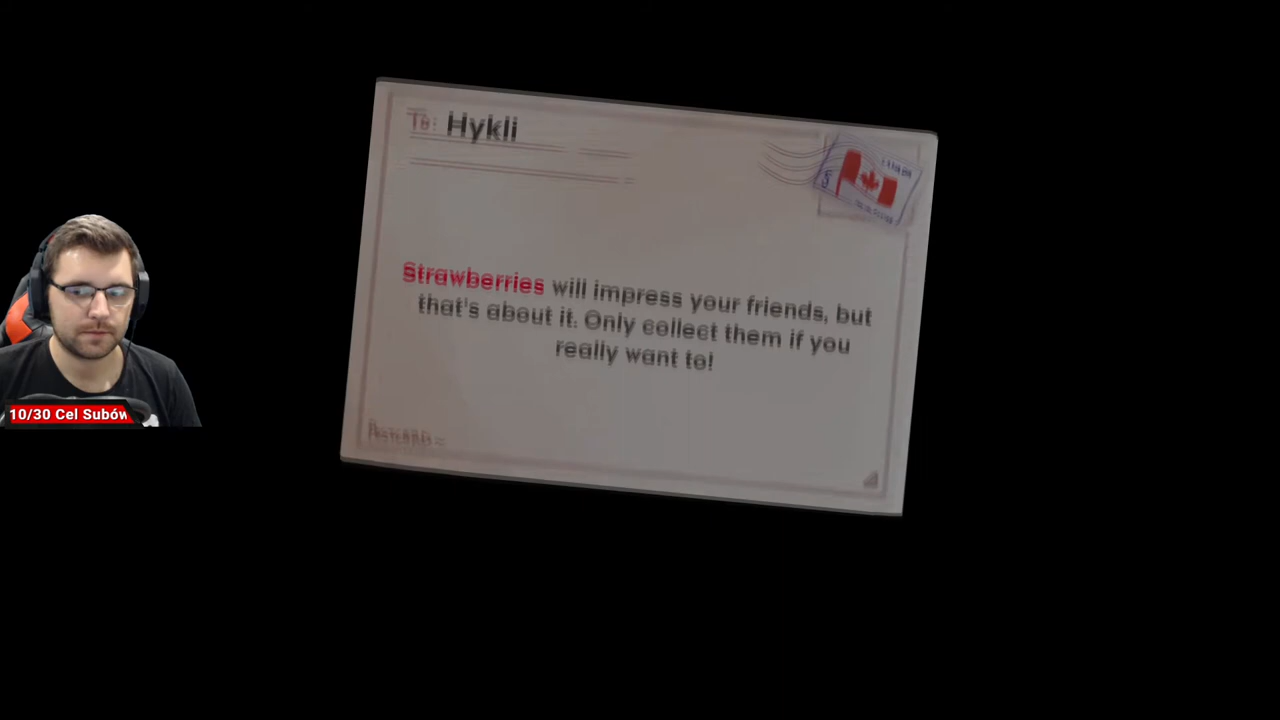 To: Hykli
CANADA
Strawberries will impress your friends, but
that's about it. Only collect them if you
really want to!
10/30 Cel Subów